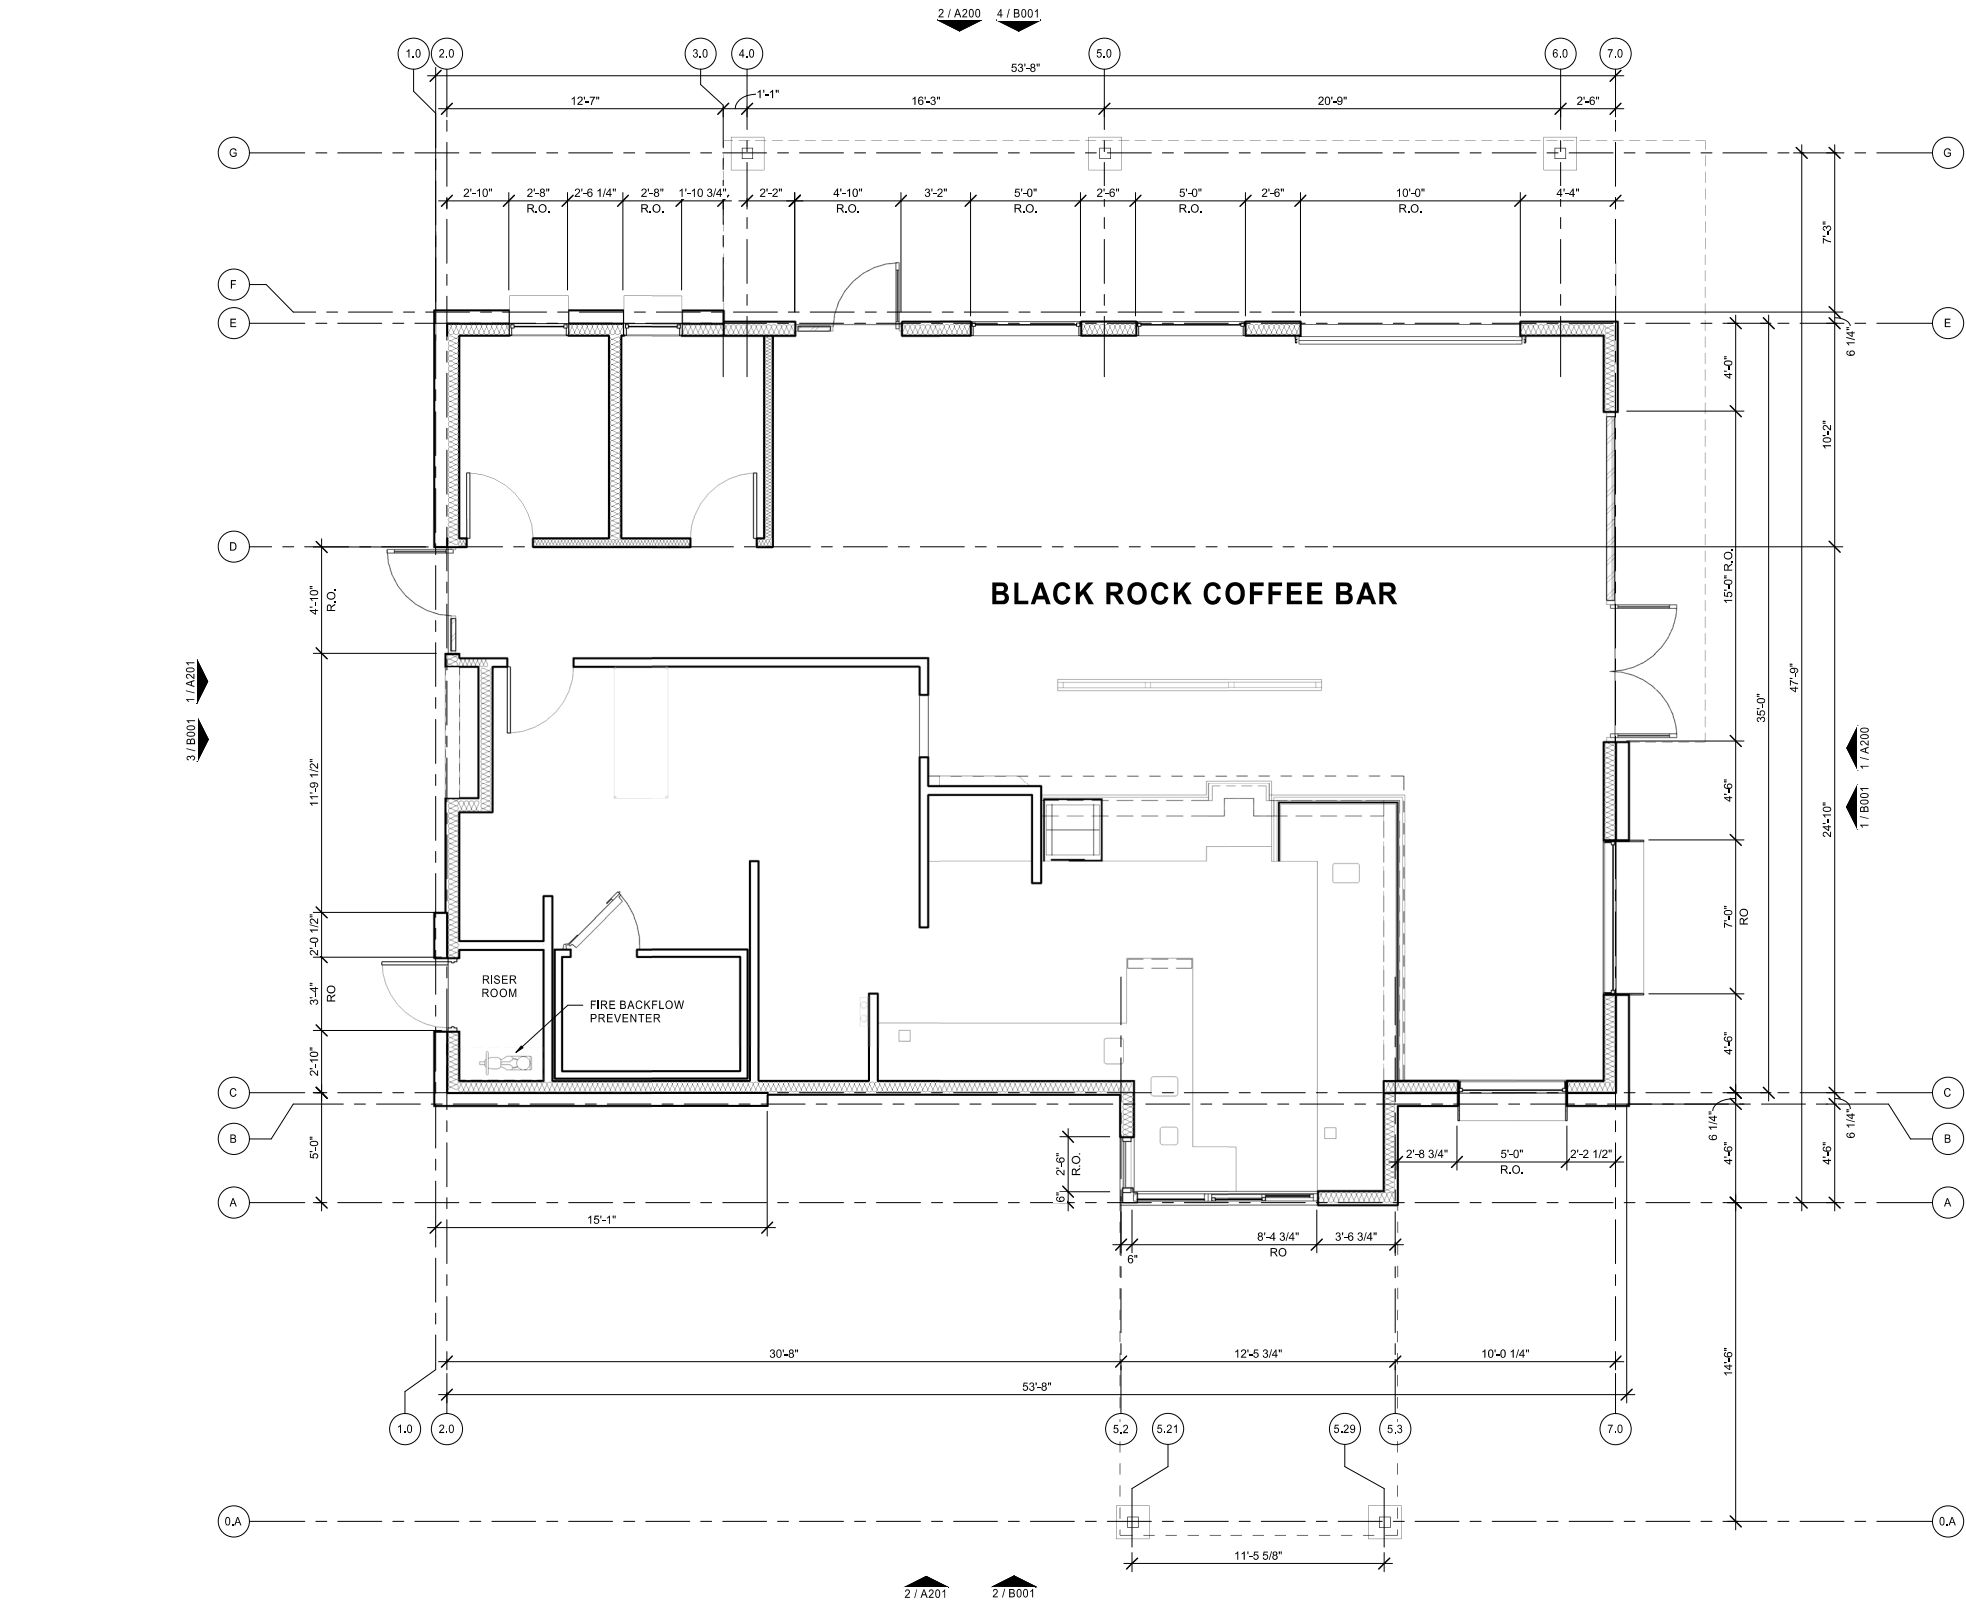 2 / A200 4 / B001
1.0 2.0 3.0 4.0 5.0 6.0 7.0
53'-8"
12'-7" 1'-1" 16'-3" 20'-9" 2'-6"
G G
2'-10" 2'-8" 2'-6 1/4" 2'-8" 1'-10 3/4" 2'-2" 4'-10" 3'-2" 5'-0" 2'-6" 5'-0" 2'-6" 10'-0" 4'-4"
R.O. R.O. R.O. R.O. R.O. R.O.
7'-3"
F
E E
6 1/4"
4'-0"
10'-2"
D
4'-10"
R.O.
15'-0" R.O.
BLACK ROCK COFFEE BAR
1 / A201
3 / B001
47'-9"
35'-0"
1 / A200
1 / B001
11'-9 1/2"
4'-6"
24'-10"
7'-0"
RO
2'-0 1/2"
3'-4"
RO
RISER
ROOM
FIRE BACKFLOW
PREVENTER
4'-6"
2'-10"
C C
B B
6 1/4" 6 1/4"
5'-0"
2'-6"
R.O.
6"
2'-8 3/4" 5'-0" 2'-2 1/2"
R.O.
4'-6" 4'-6"
A A
15'-1"
6"
8'-4 3/4" 3'-6 3/4"
RO
14'-6"
30'-8" 12'-5 3/4" 10'-0 1/4"
53'-8"
1.0 2.0 5.2 5.21 5.29 5.3 7.0
0.A 0.A
11'-5 5/8"
2 / A201 2 / B001